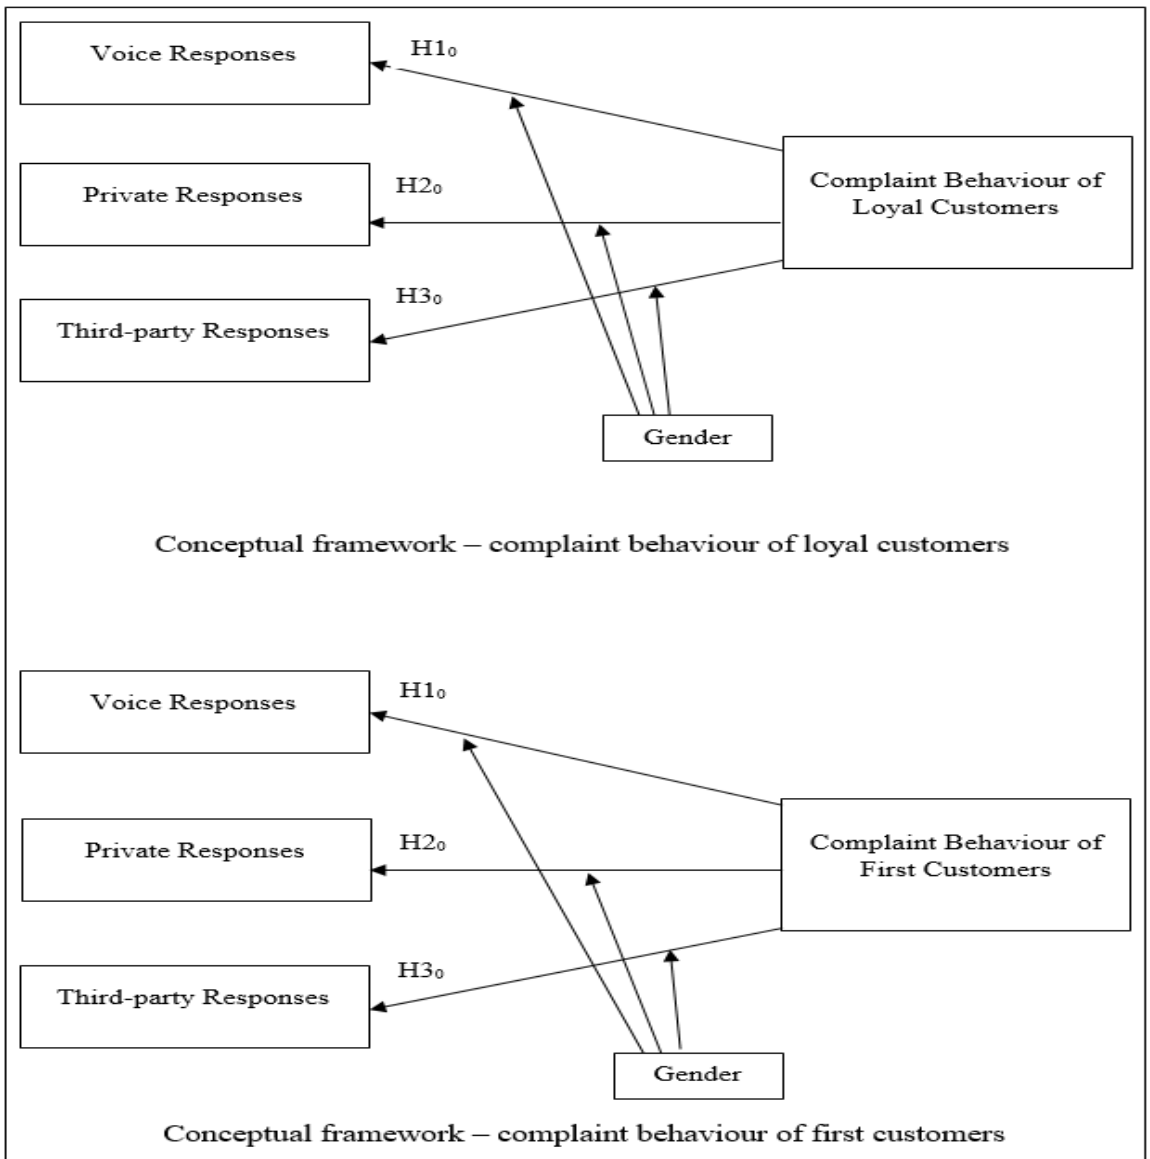 Voice Responses
H1₀
Complaint Behaviour of
Loyal Customers
Private Responses
H2₀
H3₀
Third-party Responses
Gender
Conceptual framework – complaint behaviour of loyal customers
Voice Responses
H1₀
Private Responses
H2₀
Complaint Behaviour of
First Customers
Third-party Responses
H3₀
Gender
Conceptual framework – complaint behaviour of first customers